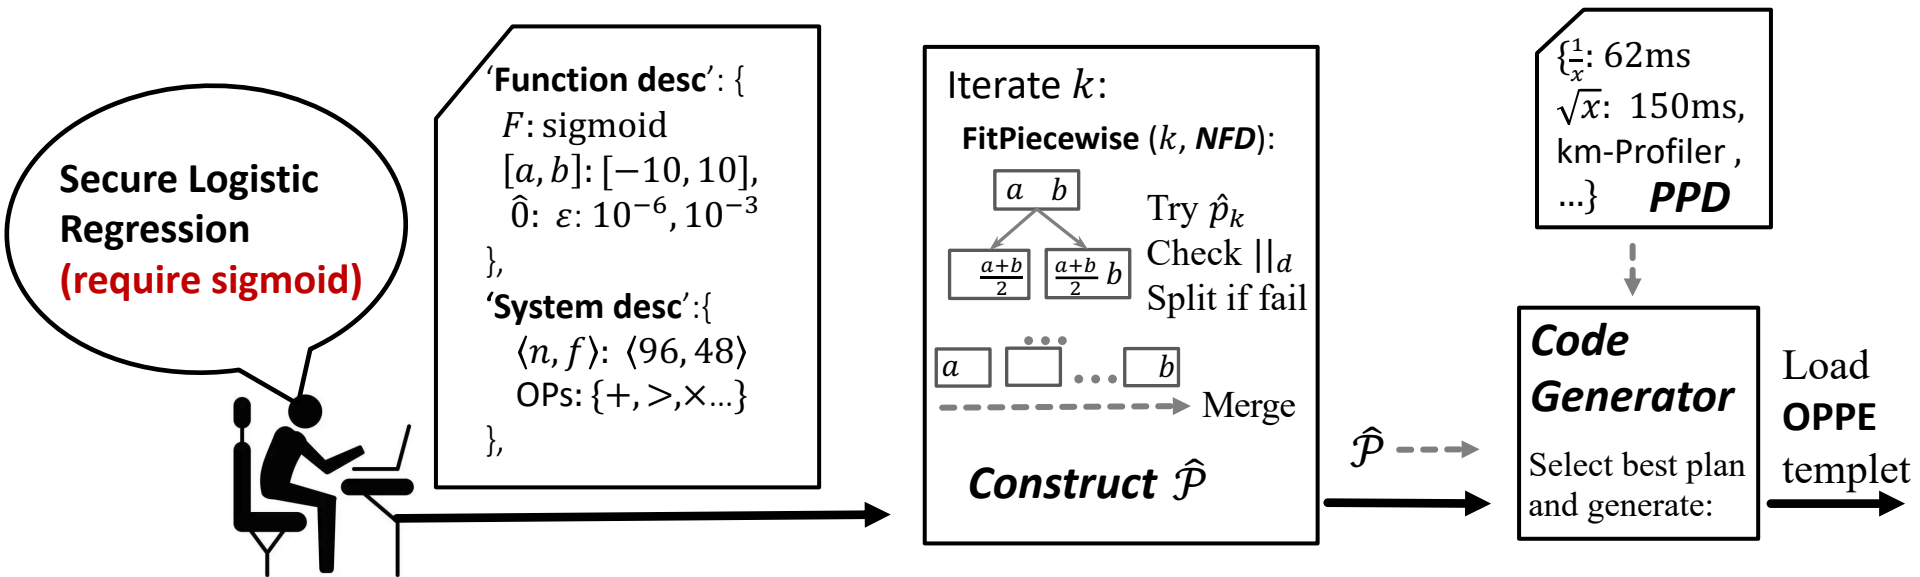 Secure Logistic
Regression
(require sigmoid)
‘Function desc’: {
F: sigmoid
[a, b]: [−10, 10],
0̂: ε: 10⁻⁶, 10⁻³
},
‘System desc’:{
⟨n, f⟩: ⟨96, 48⟩
OPs: {+, >,×...}
},
Iterate k:
FitPiecewise (k, NFD):
a b
a+b/2
a+b/2 b
Try p̂ₖ
Check ||_d
Split if fail
a
b
Merge
Construct 𝒫̂
𝒫̂
{1/x: 62ms
√x: 150ms,
km-Profiler ,
...} PPD
Code
Generator
Select best plan
and generate:
Load
OPPE
templet